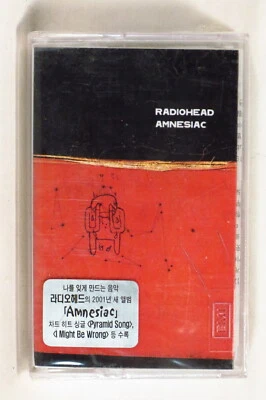 RADIOHEAD
AMNESIAC
나를 잊게 만드는 음악
라디오헤드의 2001년 새 앨범
「Amnesiac」
차트 히트 싱글 <Pyramid Song>,
<I Might Be Wrong> 등 수록